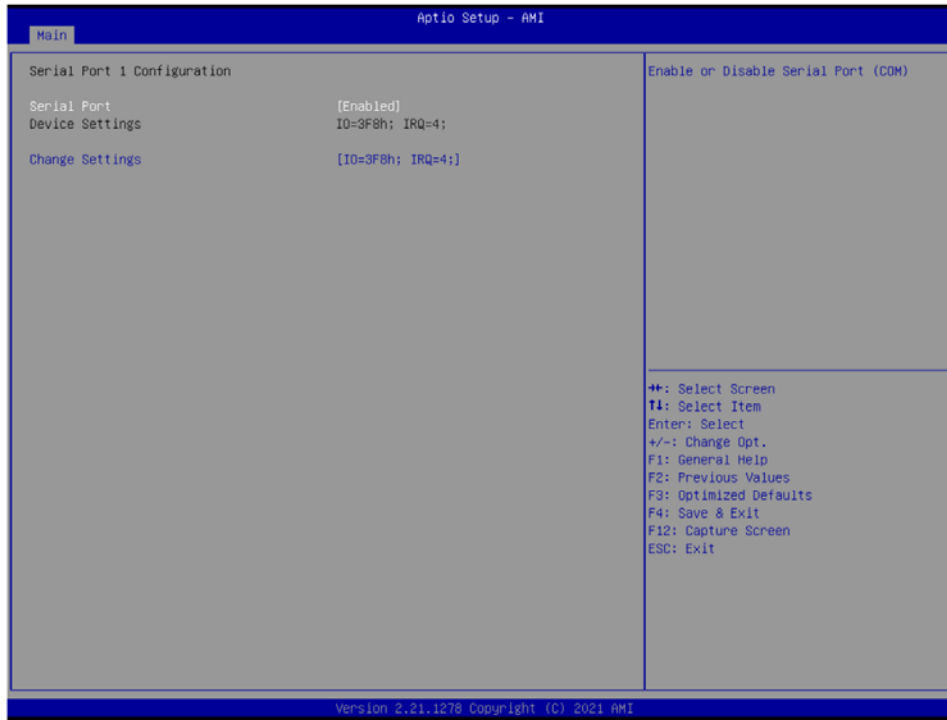 Aptio Setup - AMI
Main
Serial Port 1 Configuration
Serial Port [Enabled]
Device Settings IO=3F8h; IRQ=4;
Change Settings [IO=3F8h; IRQ=4;]
Enable or Disable Serial Port (COM)
→←: Select Screen
↑↓: Select Item
Enter: Select
+/-: Change Opt.
F1: General Help
F2: Previous Values
F3: Optimized Defaults
F4: Save & Exit
F12: Capture Screen
ESC: Exit
Version 2.21.1278 Copyright (C) 2021 AMI